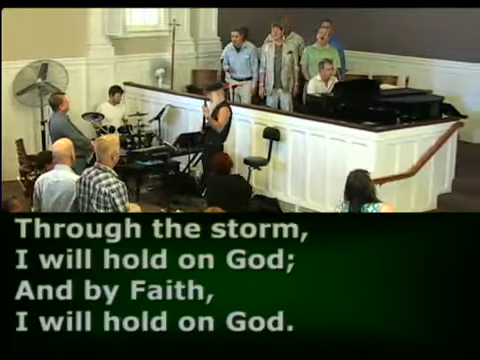 Through the storm,
I will hold on God;
And by Faith,
I will hold on God.